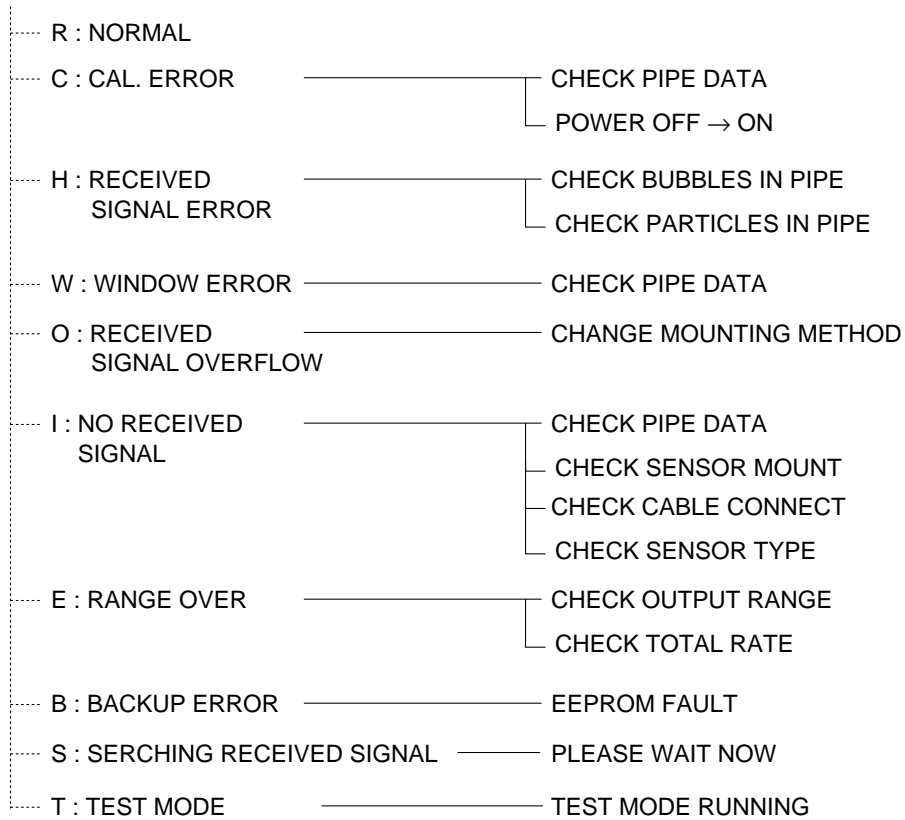 R : NORMAL
C : CAL. ERROR CHECK PIPE DATA
POWER OFF → ON
H : RECEIVED CHECK BUBBLES IN PIPE
SIGNAL ERROR CHECK PARTICLES IN PIPE
W : WINDOW ERROR CHECK PIPE DATA
O : RECEIVED CHANGE MOUNTING METHOD
SIGNAL OVERFLOW
I : NO RECEIVED CHECK PIPE DATA
SIGNAL CHECK SENSOR MOUNT
CHECK CABLE CONNECT
CHECK SENSOR TYPE
E : RANGE OVER CHECK OUTPUT RANGE
CHECK TOTAL RATE
B : BACKUP ERROR EEPROM FAULT
S : SERCHING RECEIVED SIGNAL PLEASE WAIT NOW
T : TEST MODE TEST MODE RUNNING